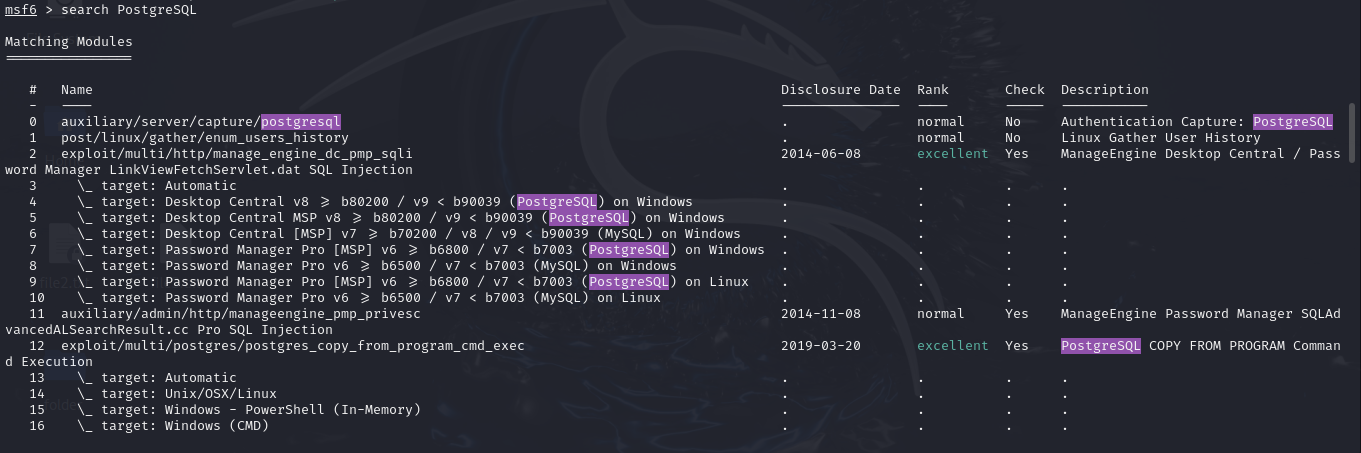 msf6 > search PostgreSQL
Matching Modules
================
# Name Disclosure Date Rank Check Description
- ---- --------------- ---- ----- -----------
0 auxiliary/server/capture/postgresql . normal No Authentication Capture: PostgreSQL
1 post/linux/gather/enum_users_history . normal No Linux Gather User History
2 exploit/multi/http/manage_engine_dc_pmp_sqli 2014-06-08 excellent Yes ManageEngine Desktop Central / Pass
word Manager LinkViewFetchServlet.dat SQL Injection
3 \_ target: Automatic . . . .
4 \_ target: Desktop Central v8 >= b80200 / v9 < b90039 (PostgreSQL) on Windows . . . .
5 \_ target: Desktop Central MSP v8 >= b80200 / v9 < b90039 (PostgreSQL) on Windows . . . .
6 \_ target: Desktop Central [MSP] v7 >= b70200 / v8 / v9 < b90039 (MySQL) on Windows . . . .
7 \_ target: Password Manager Pro [MSP] v6 >= b6800 / v7 < b7003 (PostgreSQL) on Windows . . . .
8 \_ target: Password Manager Pro v6 >= b6500 / v7 < b7003 (MySQL) on Windows . . . .
9 \_ target: Password Manager Pro [MSP] v6 >= b6800 / v7 < b7003 (PostgreSQL) on Linux . . . .
10 \_ target: Password Manager Pro v6 >= b6500 / v7 < b7003 (MySQL) on Linux . . . .
11 auxiliary/admin/http/manageengine_pmp_privesc 2014-11-08 normal Yes ManageEngine Password Manager SQLAd
vancedALSearchResult.cc Pro SQL Injection
12 exploit/multi/postgres/postgres_copy_from_program_cmd_exec 2019-03-20 excellent Yes PostgreSQL COPY FROM PROGRAM Comman
d Execution
13 \_ target: Automatic . . . .
14 \_ target: Unix/OSX/Linux . . . .
15 \_ target: Windows - PowerShell (In-Memory) . . . .
16 \_ target: Windows (CMD) . . . .